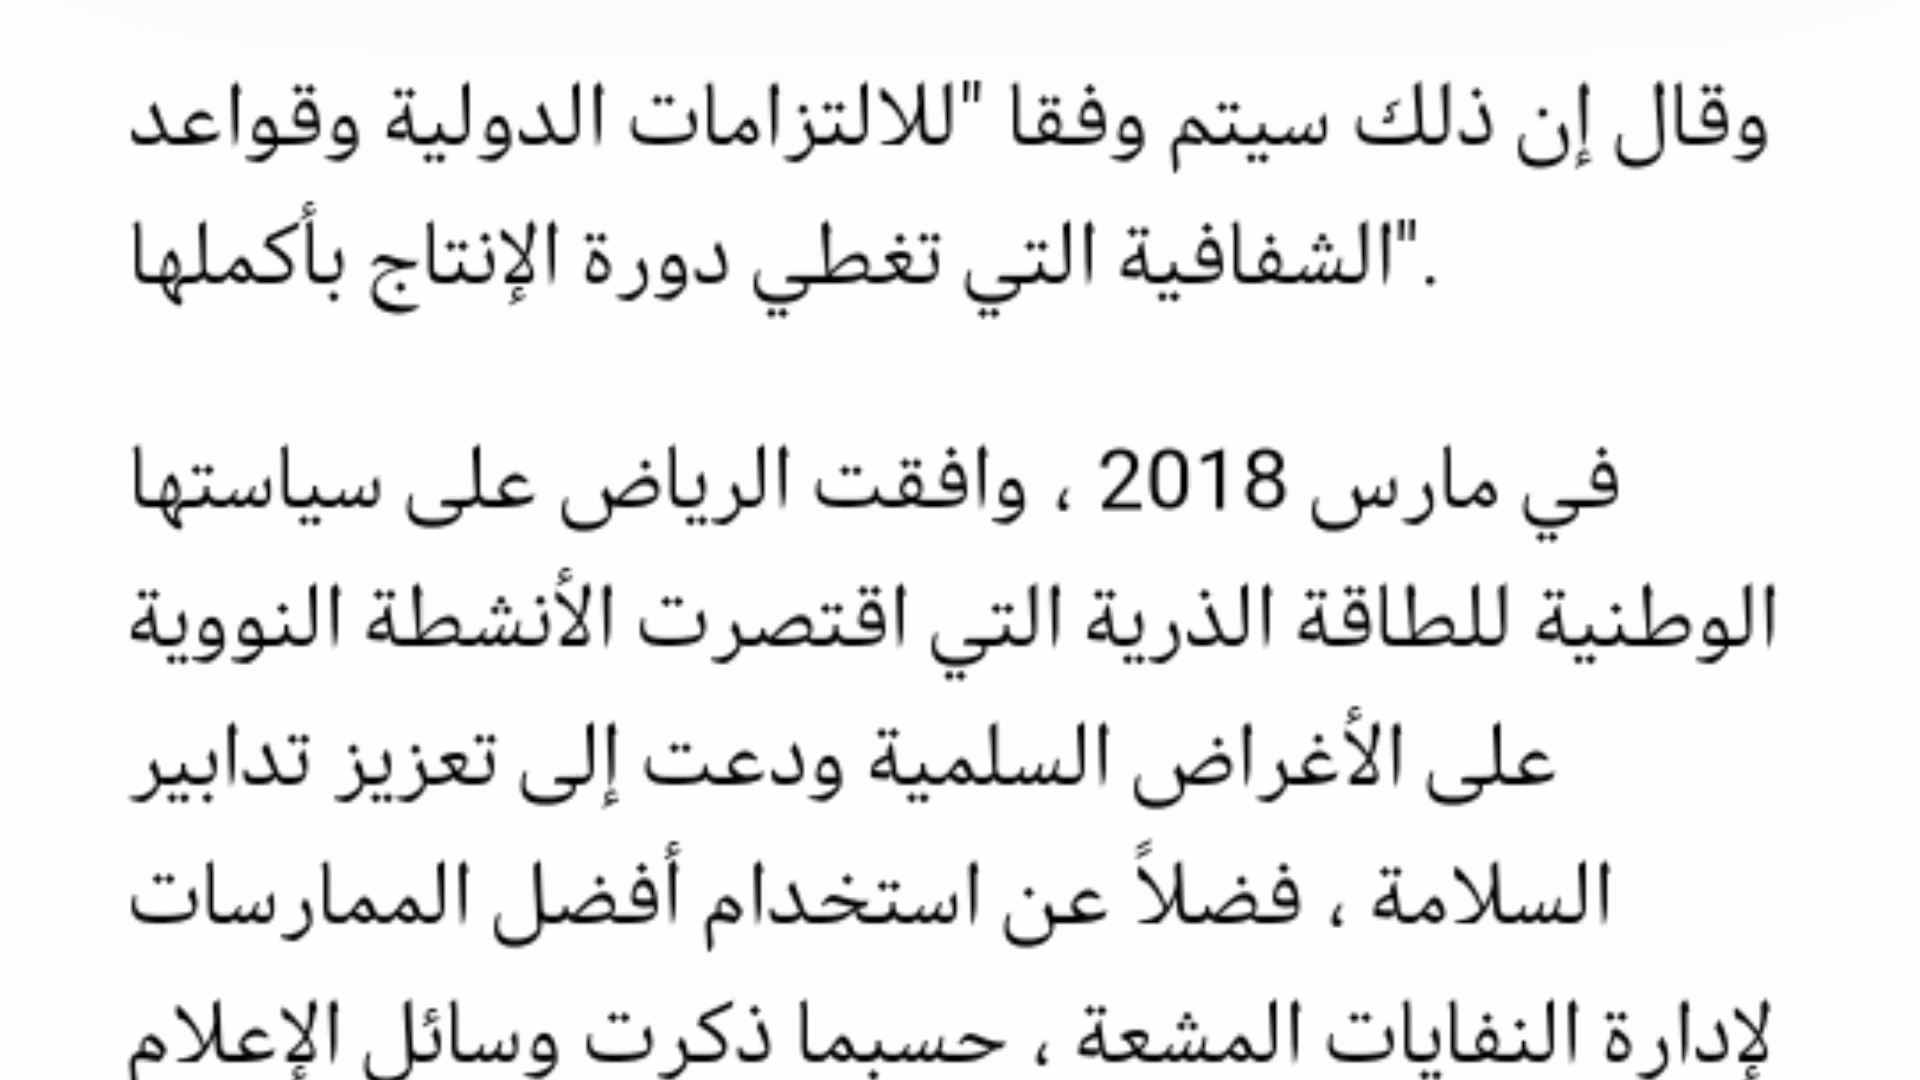 وقال إن ذلك سيتم وفقا "للالتزامات الدولية وقواعد
."الشفافية التي تغطي دورة الإنتاج بأكملها
في مارس 2018 ، وافقت الرياض على سياستها
الوطنية للطاقة الذرية التي اقتصرت الأنشطة النووية
على الأغراض السلمية ودعت إلى تعزيز تدابير
السلامة ، فضلاً عن استخدام أفضل الممارسات
لإدارة النفايات المشعة ، حسبما ذكرت وسائل الإعلام